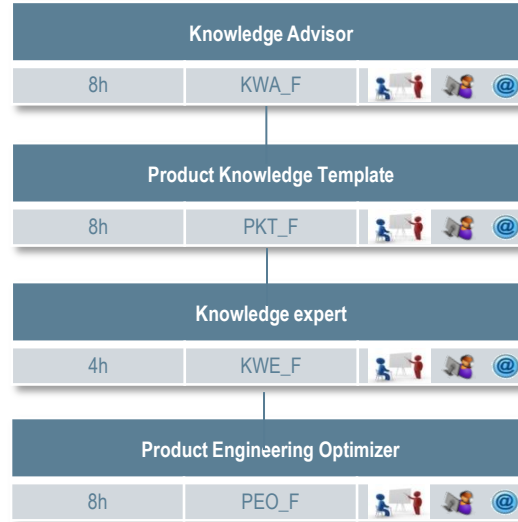 Knowledge Advisor
8h KWA_F @
Product Knowledge Template
8h PKT_F @
Knowledge expert
4h KWE_F @
Product Engineering Optimizer
8h PEO_F @